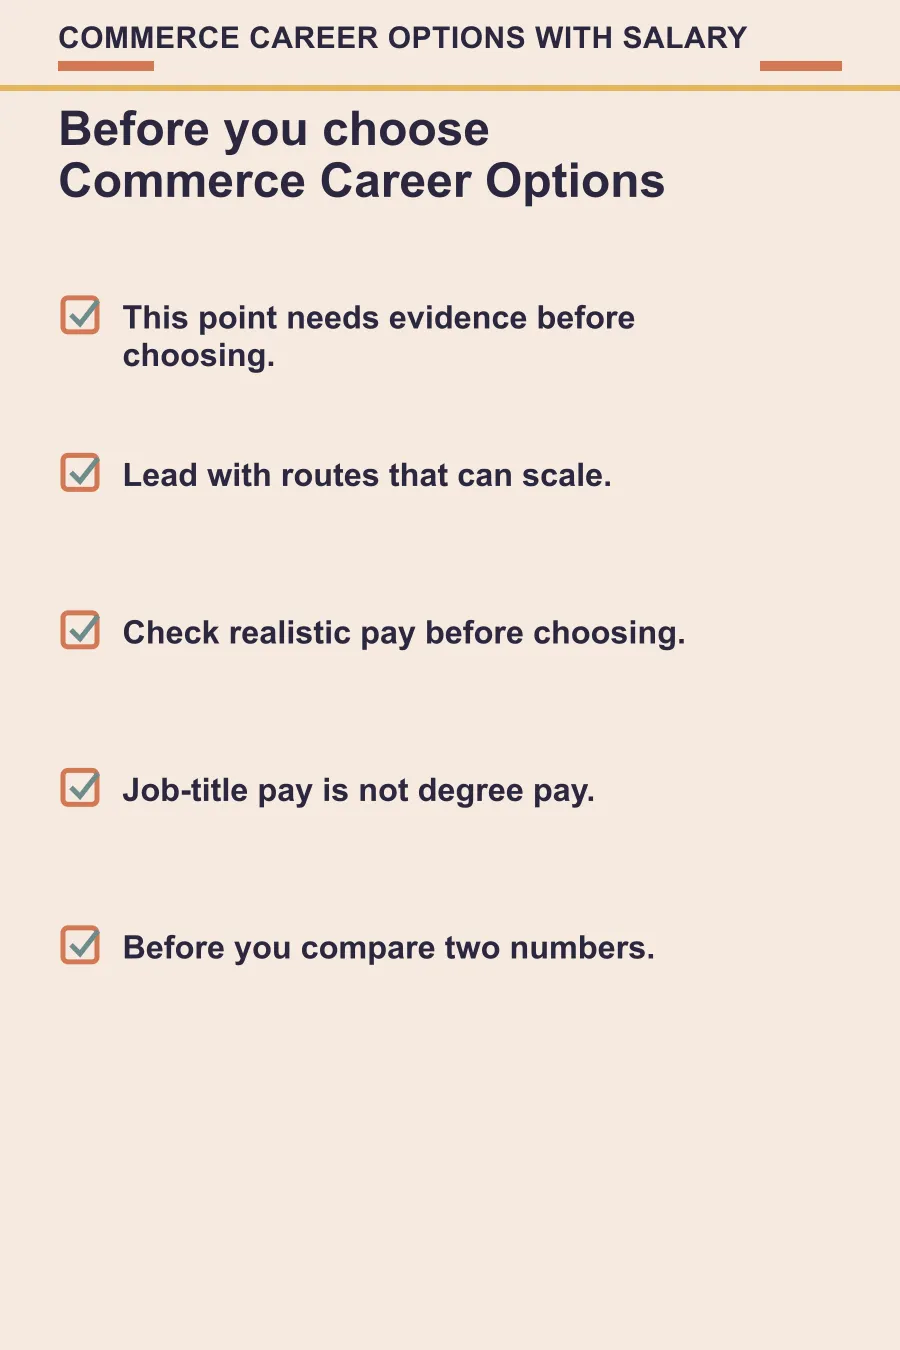 COMMERCE CAREER OPTIONS WITH SALARY
Before you choose
Commerce Career Options
This point needs evidence before
choosing.
Lead with routes that can scale.
Check realistic pay before choosing.
Job-title pay is not degree pay.
Before you compare two numbers.